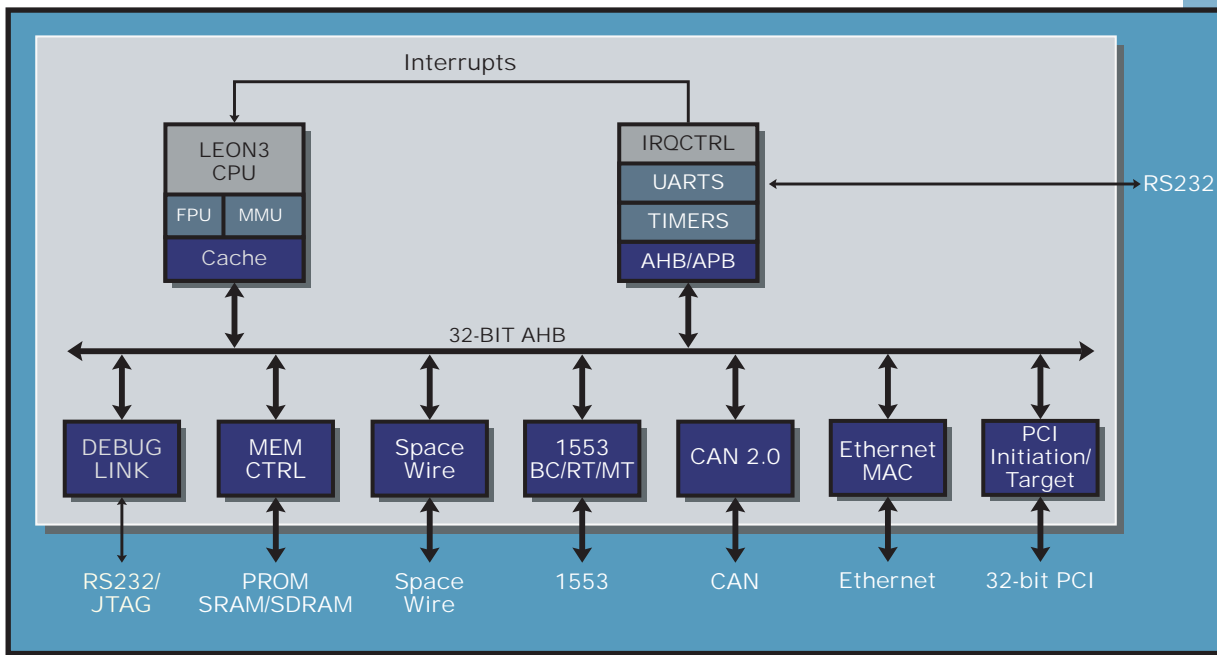 Interrupts
LEON3
CPU
FPU
MMU
Cache
IRQCTRL
UARTS
TIMERS
AHB/APB
RS232
32-BIT AHB
DEBUG
LINK
MEM
CTRL
Space
Wire
1553
BC/RT/MT
CAN 2.0
Ethernet
MAC
PCI
Initiation/
Target
RS232/
JTAG
PROM
SRAM/SDRAM
Space
Wire
1553
CAN
Ethernet
32-bit PCI